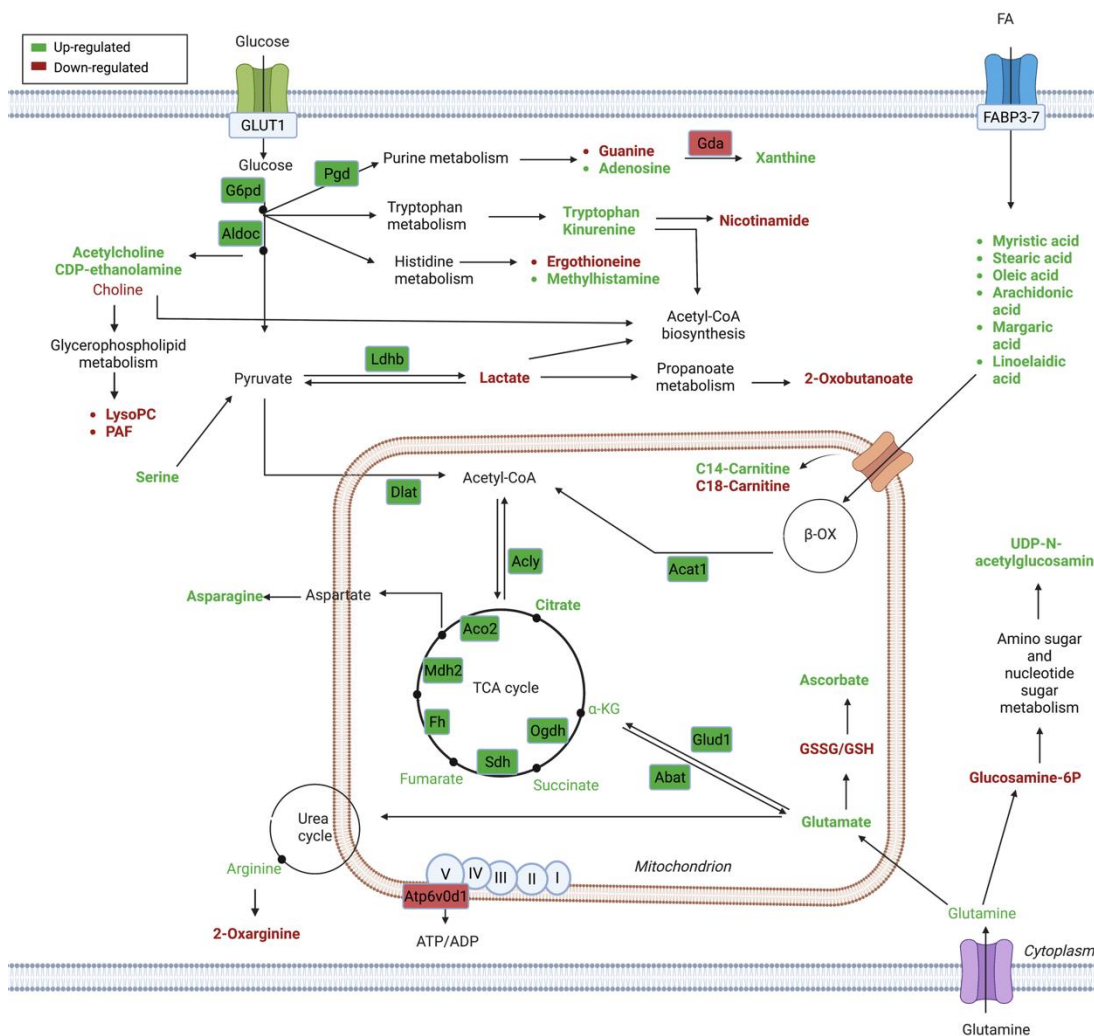 Up-regulated
Down-regulated
Glucose
FA
GLUT1
FABP3-7
Glucose
Pgd
Purine metabolism
• Guanine
• Adenosine
Gda
Xanthine
G6pd
Tryptophan
metabolism
Tryptophan
Kinurenine
Nicotinamide
Aldoc
Acetylcholine
CDP-ethanolamine
Choline
Histidine
metabolism
• Ergothioneine
• Methylhistamine
• Myristic acid
• Stearic acid
• Oleic acid
• Arachidonic
acid
• Margaric
acid
• Linoelaidic
acid
Glycerophospholipid
metabolism
Acetyl-CoA
biosynthesis
Pyruvate
Ldhb
Lactate
Propanoate
metabolism
2-Oxobutanoate
• LysoPC
• PAF
Serine
Dlat
Acetyl-CoA
C14-Carnitine
C18-Carnitine
β-OX
Acat1
Acly
UDP-N-
acetylglucosamin
Asparagine
Aspartate
Citrate
Aco2
Mdh2
TCA cycle
Fh
Ogdh
α-KG
Sdh
Fumarate
Succinate
Glud1
Abat
Ascorbate
GSSG/GSH
Glutamate
Amino sugar
and
nucleotide
sugar
metabolism
Glucosamine-6P
Urea
cycle
Arginine
2-Oxarginine
V
IV
III
II
I
Atp6v0d1
ATP/ADP
Mitochondrion
Glutamine
Cytoplasm
Glutamine